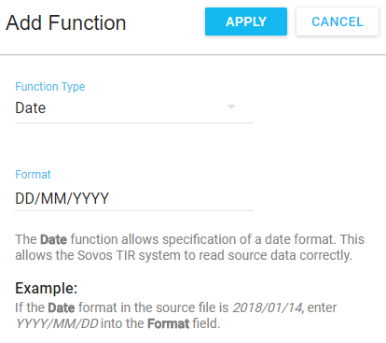 Add Function
APPLY
CANCEL
Function Type
Date
Format
DD/MM/YYYY
The Date function allows specification of a date format. This
allows the Sovos TIR system to read source data correctly.
Example:
If the Date format in the source file is 2018/01/14, enter
YYYY/MM/DD into the Format field.